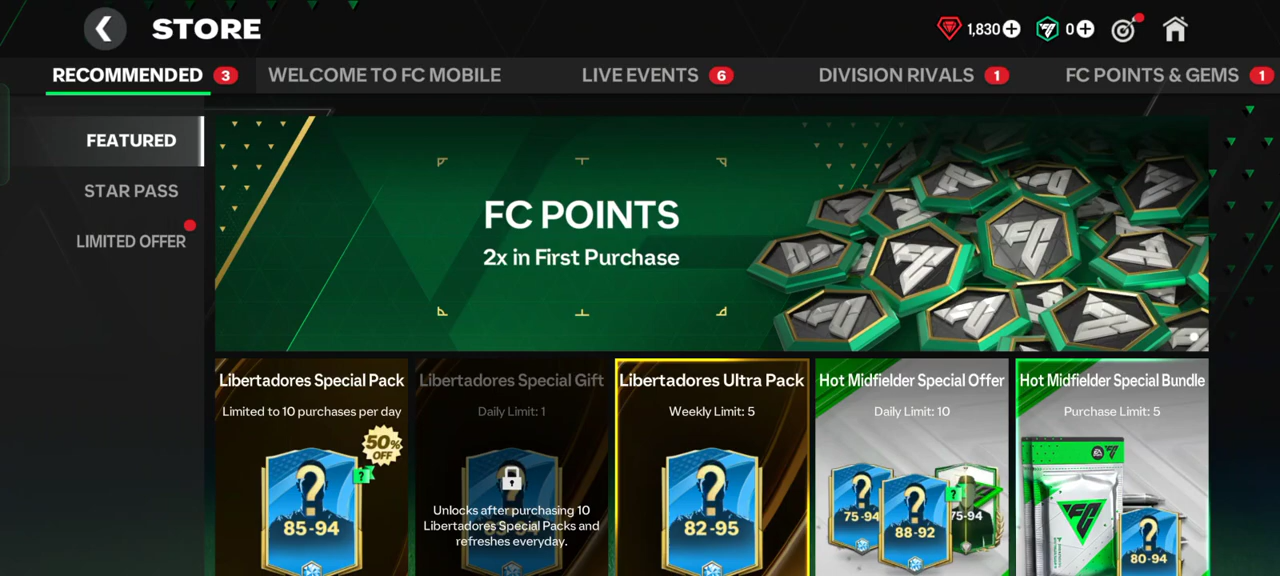 STORE
1,830
0
RECOMMENDED 3
WELCOME TO FC MOBILE
LIVE EVENTS 6
DIVISION RIVALS 1
FC POINTS & GEMS 1
FEATURED
STAR PASS
LIMITED OFFER
FC POINTS
2x in First Purchase
Libertadores Special Pack
Limited to 10 purchases per day
50% OFF
?
?
85-94
Libertadores Special Gift
Daily Limit: 1
?
Unlocks after purchasing 10
Libertadores Special Packs and
refreshes everyday.
Libertadores Ultra Pack
Weekly Limit: 5
?
82-95
Hot Midfielder Special Offer
Daily Limit: 10
?
75-94
?
88-92
?
75-94
Hot Midfielder Special Bundle
Purchase Limit: 5
EA
?
80-94